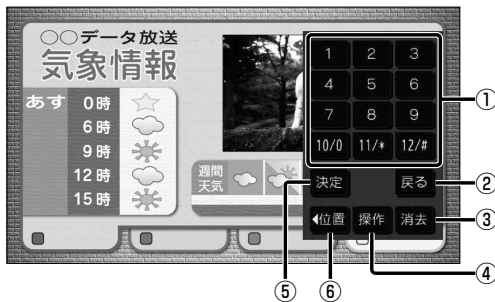 ○○データ放送
気象情報
あす 0時
6時
9時
12時
15時
週間
天気
1 2 3
4 5 6
7 8 9
10/0 11/* 12/#
決定 戻る
◀位置 操作 消去
①
②
③
④
⑤
⑥